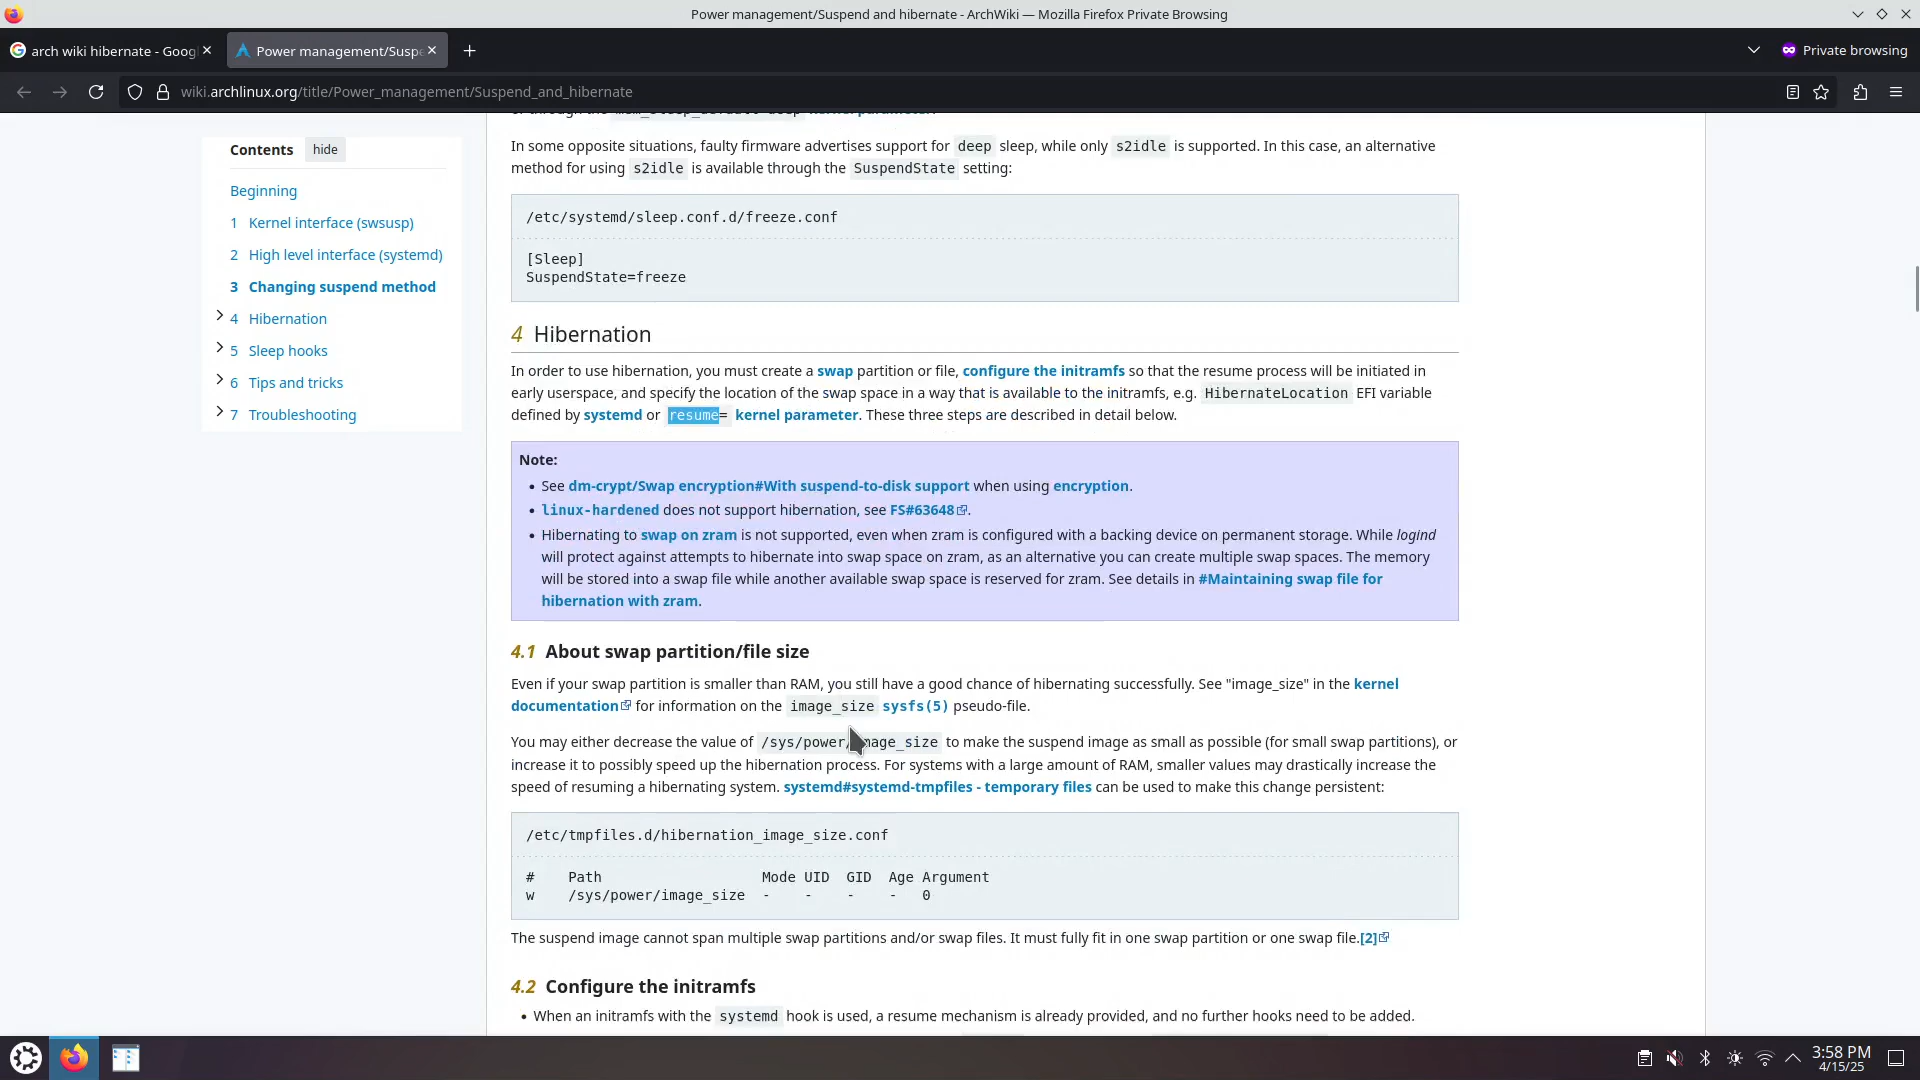 Power management/Suspend and hibernate - ArchWiki — Mozilla Firefox Private Browsing
arch wiki hibernate - Goog
Power management/Suspe
Private browsing
wiki.archlinux.org/title/Power_management/Suspend_and_hibernate
Contents
hide
Beginning
1 Kernel interface (swsusp)
2 High level interface (systemd)
3 Changing suspend method
4 Hibernation
5 Sleep hooks
6 Tips and tricks
7 Troubleshooting
In some opposite situations, faulty firmware advertises support for deep sleep, while only s2idle is supported. In this case, an alternative
method for using s2idle is available through the SuspendState setting:
/etc/systemd/sleep.conf.d/freeze.conf
[Sleep]
SuspendState=freeze
4 Hibernation
In order to use hibernation, you must create a swap partition or file, configure the initramfs so that the resume process will be initiated in
early userspace, and specify the location of the swap space in a way that is available to the initramfs, e.g. HibernateLocation EFI variable
defined by systemd or resume= kernel parameter. These three steps are described in detail below.
Note:
• See dm-crypt/Swap encryption#With suspend-to-disk support when using encryption.
• linux-hardened does not support hibernation, see FS#63648.
• Hibernating to swap on zram is not supported, even when zram is configured with a backing device on permanent storage. While logind
will protect against attempts to hibernate into swap space on zram, as an alternative you can create multiple swap spaces. The memory
will be stored into a swap file while another available swap space is reserved for zram. See details in #Maintaining swap file for
hibernation with zram.
4.1 About swap partition/file size
Even if your swap partition is smaller than RAM, you still have a good chance of hibernating successfully. See "image_size" in the kernel
documentation for information on the image_size sysfs(5) pseudo-file.
You may either decrease the value of /sys/power/image_size to make the suspend image as small as possible (for small swap partitions), or
increase it to possibly speed up the hibernation process. For systems with a large amount of RAM, smaller values may drastically increase the
speed of resuming a hibernating system. systemd#systemd-tmpfiles - temporary files can be used to make this change persistent:
/etc/tmpfiles.d/hibernation_image_size.conf
# Path Mode UID GID Age Argument
w /sys/power/image_size - - - - 0
The suspend image cannot span multiple swap partitions and/or swap files. It must fully fit in one swap partition or one swap file.[2]
4.2 Configure the initramfs
• When an initramfs with the systemd hook is used, a resume mechanism is already provided, and no further hooks need to be added.
3:58 PM
4/15/25